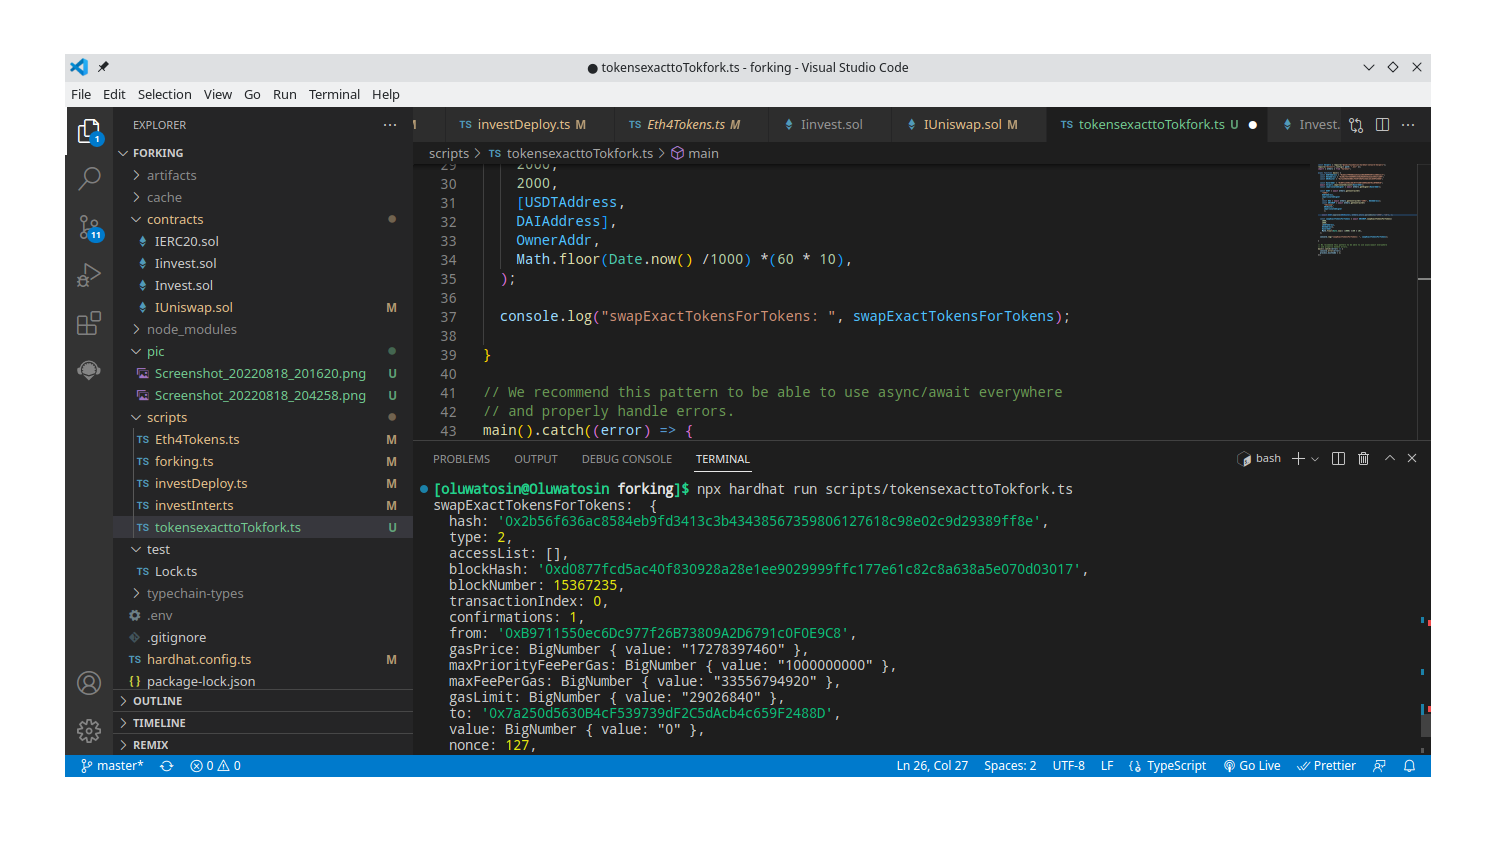 tokensexacttoTokfork.ts - forking - Visual Studio Code
File Edit Selection View Go Run Terminal Help
EXPLORER
FORKING
artifacts
cache
contracts
IERC20.sol
Iinvest.sol
Invest.sol
IUniswap.sol M
node_modules
pic
Screenshot_20220818_201620.png U
Screenshot_20220818_204258.png U
scripts
TS Eth4Tokens.ts M
TS forking.ts M
TS investDeploy.ts M
TS investInter.ts M
TS tokensexacttoTokfork.ts U
test
TS Lock.ts
typechain-types
.env
.gitignore
TS hardhat.config.ts M
{} package-lock.json
OUTLINE
TIMELINE
REMIX
1
11
TS investDeploy.ts M TS Eth4Tokens.ts M Iinvest.sol IUniswap.sol M TS tokensexacttoTokfork.ts U Invest.
scripts > TS tokensexacttoTokfork.ts > main
29 2000,
30 2000,
31 [USDTAddress,
32 DAIAddress],
33 OwnerAddr,
34 Math.floor(Date.now() /1000) *(60 * 10),
35 );
36
37 console.log("swapExactTokensForTokens: ", swapExactTokensForTokens);
38
39 }
40
41 // We recommend this pattern to be able to use async/await everywhere
42 // and properly handle errors.
43 main().catch((error) => {
PROBLEMS OUTPUT DEBUG CONSOLE TERMINAL bash
[oluwatosin@Oluwatosin forking]$ npx hardhat run scripts/tokensexacttoTokfork.ts
swapExactTokensForTokens:  {
hash: '0x2b56f636ac8584eb9fd3413c3b43438567359806127618c98e02c9d29389ff8e',
type: 2,
accessList: [],
blockHash: '0xd0877fcd5ac40f830928a28e1ee9029999ffc177e61c82c8a638a5e070d03017',
blockNumber: 15367235,
transactionIndex: 0,
confirmations: 1,
from: '0xB9711550ec6Dc977f26B73809A2D6791c0F0E9C8',
gasPrice: BigNumber { value: "17278397460" },
maxPriorityFeePerGas: BigNumber { value: "1000000000" },
maxFeePerGas: BigNumber { value: "33556794920" },
gasLimit: BigNumber { value: "29026840" },
to: '0x7a250d5630B4cF539739dF2C5dAcb4c659F2488D',
value: BigNumber { value: "0" },
nonce: 127,
master* 0 0 Ln 26, Col 27 Spaces: 2 UTF-8 LF TypeScript Go Live Prettier